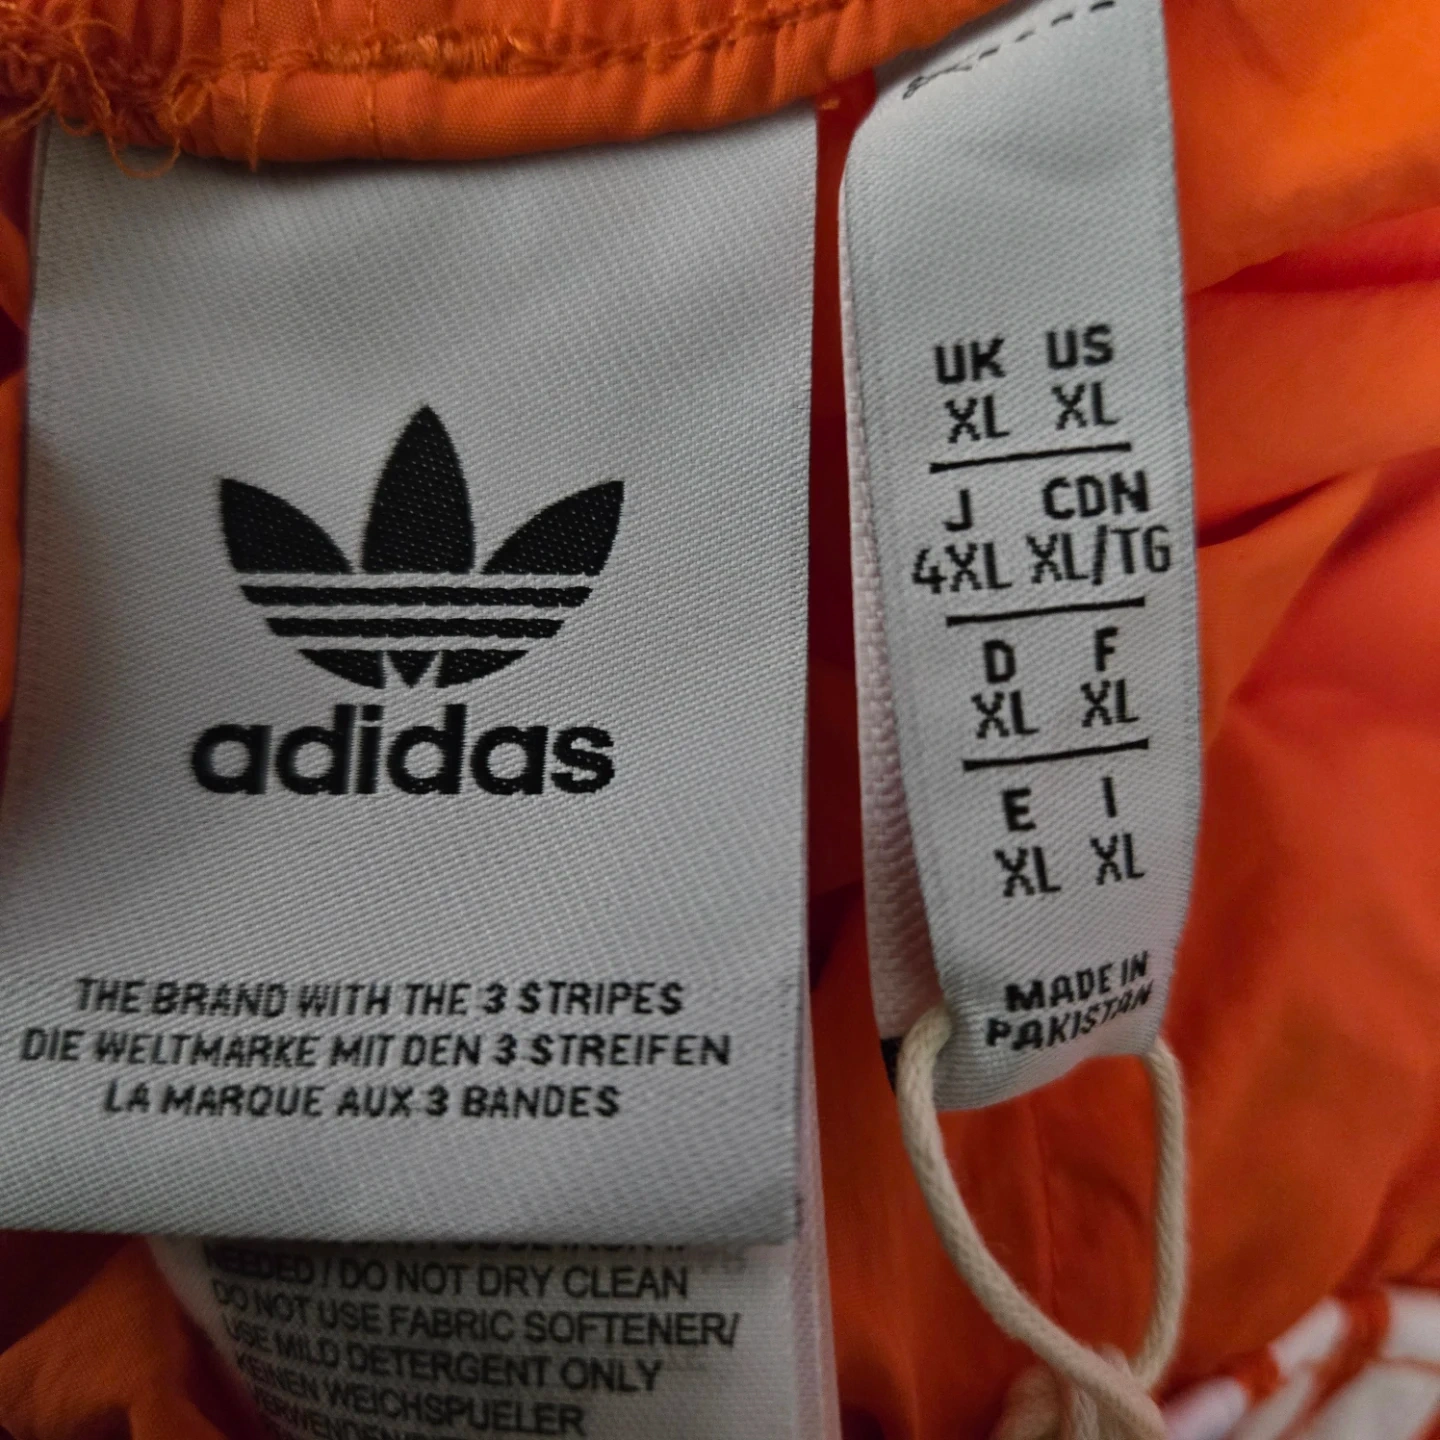 adidas
THE BRAND WITH THE 3 STRIPES
DIE WELTMARKE MIT DEN 3 STREIFEN
LA MARQUE AUX 3 BANDES
NEEDED / DO NOT DRY CLEAN
DO NOT USE FABRIC SOFTENER/
USE MILD DETERGENT ONLY
KEINEN WEICHSPUELER
UK US
XL XL
J CDN
4XL XL/TG
D F
XL XL
E I
XL XL
MADE IN
PAKISTAN